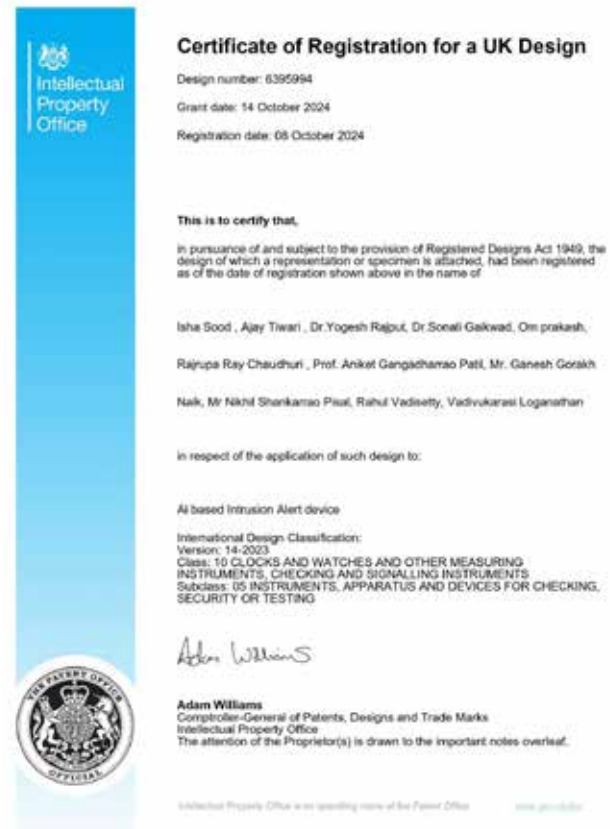 Intellectual
Property
Office
Certificate of Registration for a UK Design
Design number: 6395994
Grant date: 14 October 2024
Registration date: 08 October 2024
This is to certify that,
in pursuance of and subject to the provision of Registered Designs Act 1949, the
design of which a representation or specimen is attached, had been registered
as of the date of registration shown above in the name of
Isha Sood , Ajay Tiwari , Dr.Yogesh Rajput, Dr.Sonali Gaikwad, Om prakash,
Rajrupa Ray Chaudhuri , Prof. Aniket Gangadharrao Patil, Mr. Ganesh Gorakh
Naik, Mr Nikhil Shankarrao Pisal, Rahul Vadisetty, Vadivukarasi Loganathan
in respect of the application of such design to:
AI based Intrusion Alert device
International Design Classification:
Version: 14-2023
Class: 10 CLOCKS AND WATCHES AND OTHER MEASURING
INSTRUMENTS, CHECKING AND SIGNALLING INSTRUMENTS
Subclass: 05 INSTRUMENTS, APPARATUS AND DEVICES FOR CHECKING,
SECURITY OR TESTING
Adam Williams
THE PATENT OFFICE
OFFICIAL
Adam Williams
Comptroller-General of Patents, Designs and Trade Marks
Intellectual Property Office
The attention of the Proprietor(s) is drawn to the important notes overleaf.
Intellectual Property Office is an operating name of the Patent Office